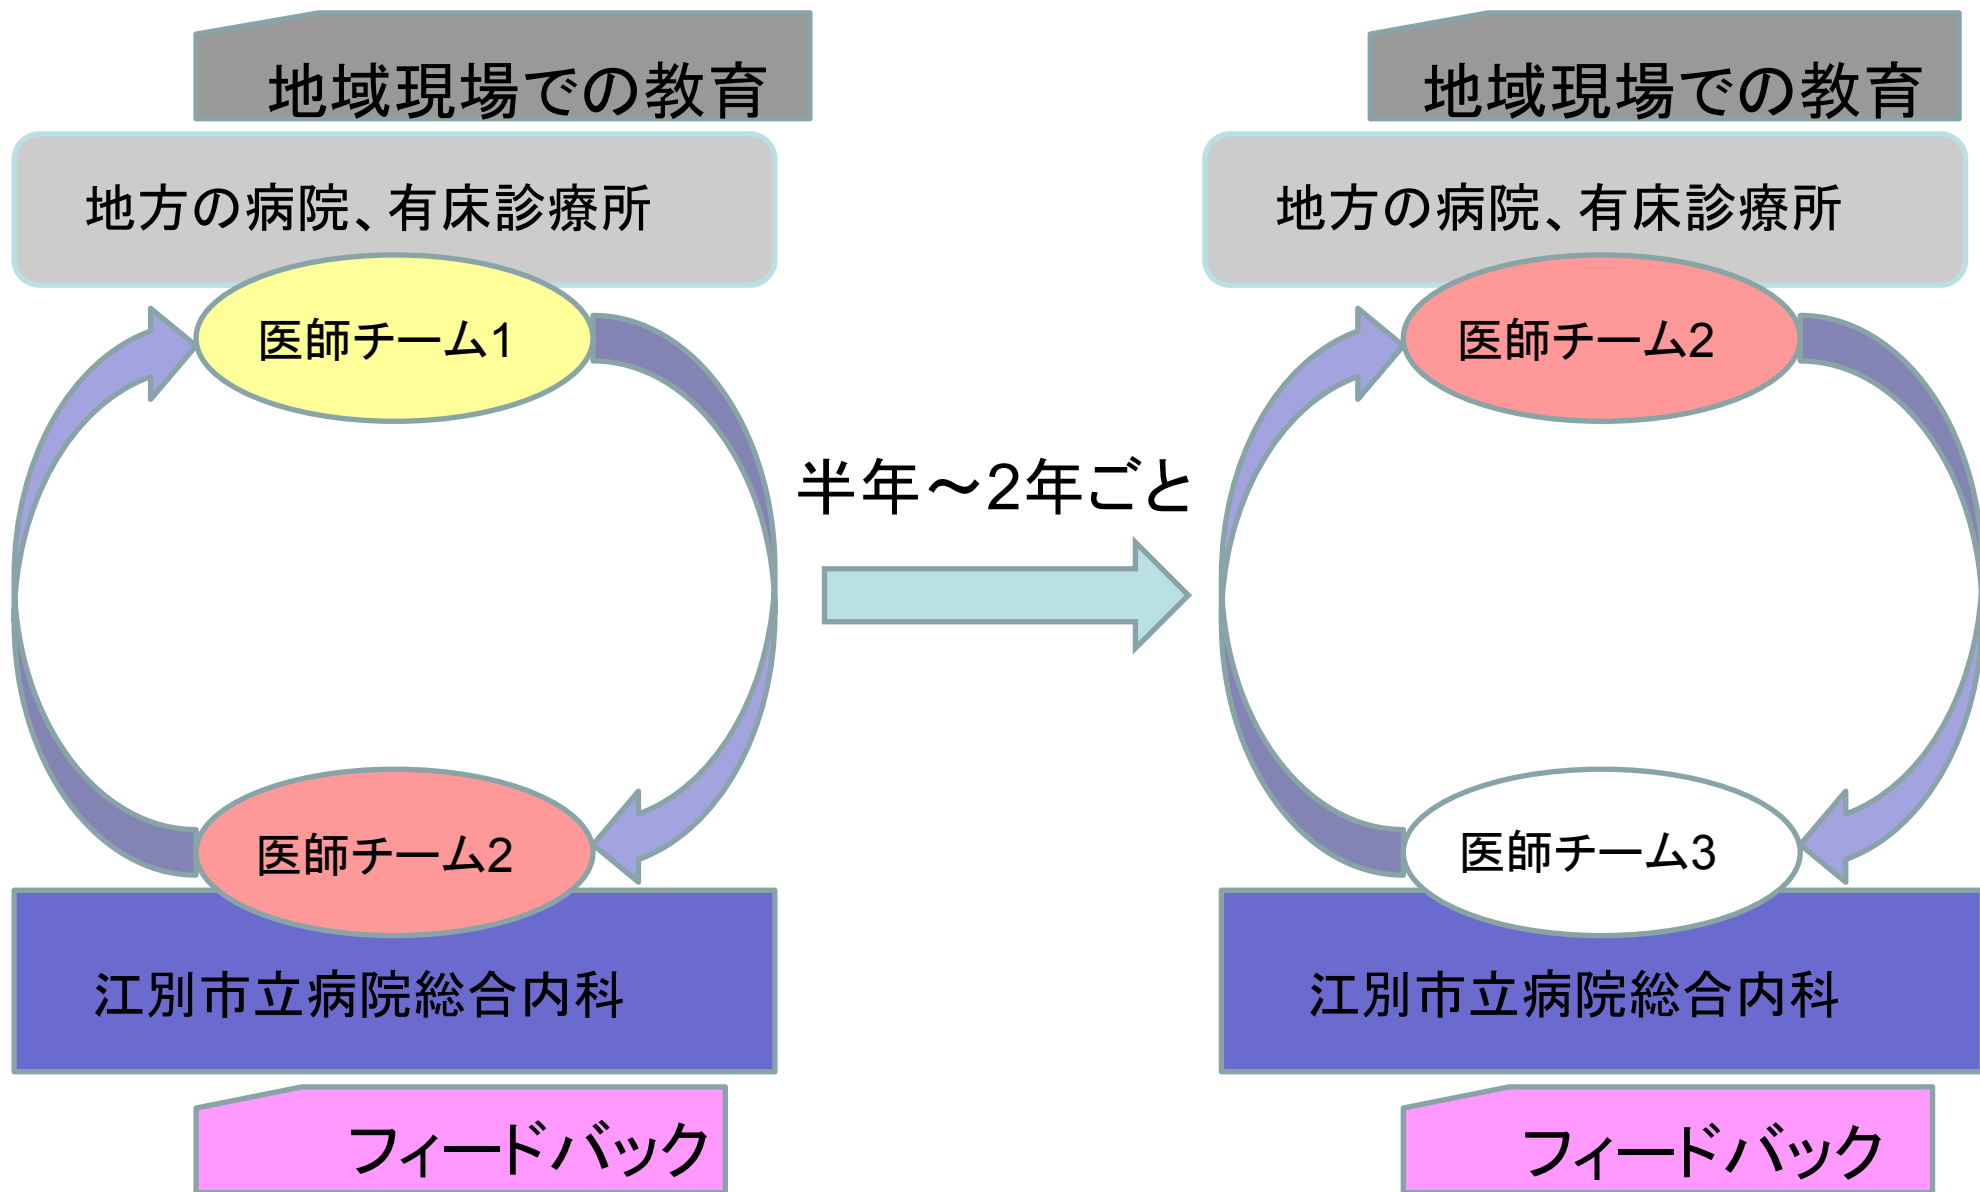 地域現場での教育
地方の病院、有床診療所
医師チーム1
医師チーム2
江別市立病院総合内科
フィードバック
半年～2年ごと
地域現場での教育
地方の病院、有床診療所
医師チーム2
医師チーム3
江別市立病院総合内科
フィードバック